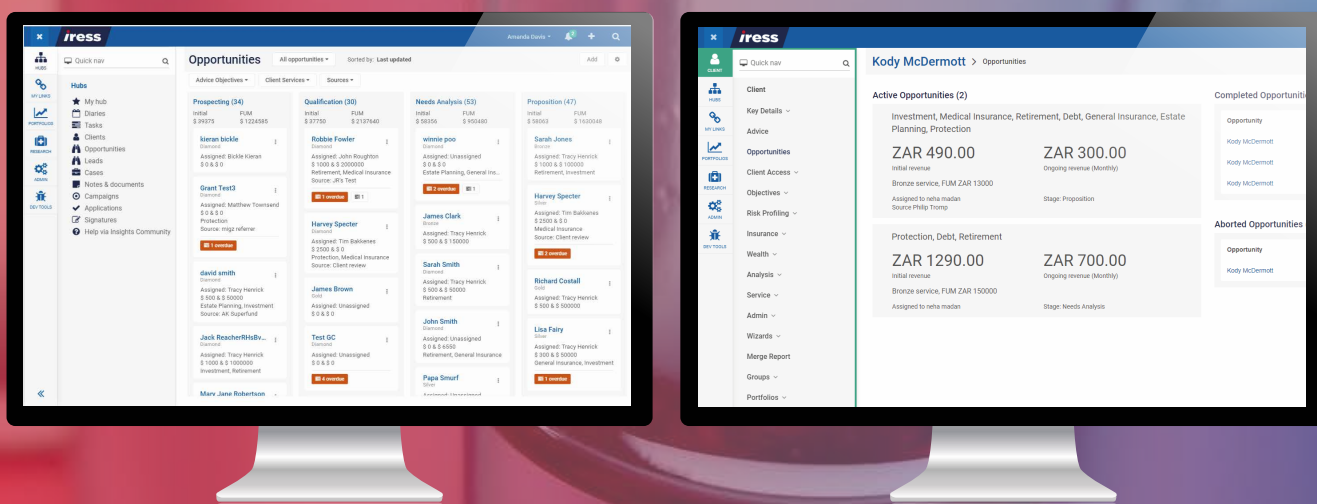 iress
Amanda Davis
2
HUBS
MY LINKS
PORTFOLIOS
RESEARCH
ADMIN
DEV TOOLS
Quick nav
Hubs
My hub
Diaries
Tasks
Clients
Opportunities
Leads
Cases
Notes & documents
Campaigns
Applications
Signatures
Help via Insights Community
Opportunities
All opportunities
Sorted by: Last updated
Add
Advice Objectives
Client Services
Sources
Prospecting (34)
Initial FUM
$ 39375 $ 1224585
kieran bickle
Diamond
Assigned: Bickle Kieran
$ 0 & $ 0
Grant Test3
Diamond
Assigned: Matthew Townsend
$ 0 & $ 0
Protection
Source: migz referrer
1 overdue
david smith
Diamond
Assigned: Tracy Henrick
$ 500 & $ 50000
Estate Planning, Investment
Source: AK Superfund
Jack ReacherRHsBv...
Diamond
Assigned: Tracy Henrick
$ 1000 & $ 1000000
Investment, Retirement
Mary Jane Robertson
Qualification (30)
Initial FUM
$ 37750 $ 2137640
Robbie Fowler
Diamond
Assigned: John Roughton
$ 1000 & $ 2000000
Retirement, Medical Insurance
Source: JR's Test
1 overdue 1
Harvey Specter
Diamond
Assigned: Tim Bakkenes
$ 2500 & $ 0
Protection, Medical Insurance
Source: Client review
James Brown
Gold
Assigned: Unassigned
$ 0 & $ 0
Test GC
Diamond
Assigned: Unassigned
$ 0 & $ 0
4 overdue
Needs Analysis (53)
Initial FUM
$ 58356 $ 950480
winnie poo
Diamond
Assigned: Unassigned
$ 0 & $ 0
Estate Planning, General Ins...
2 overdue 1
James Clark
Bronze
Assigned: Tracy Henrick
$ 500 & $ 150000
Sarah Smith
Diamond
Assigned: Tracy Henrick
$ 500 & $ 50000
Retirement
John Smith
Diamond
Assigned: Unassigned
$ 0 & $ 6550
Retirement, General Insurance
Papa Smurf
Silver
Assigned: Unassigned
Proposition (47)
Initial FUM
$ 58063 $ 1630048
Sarah Jones
Bronze
Assigned: Tracy Henrick
$ 1000 & $ 100000
Retirement, Investment
Harvey Specter
Silver
Assigned: Tim Bakkenes
$ 2500 & $ 0
Medical Insurance
Source: Client review
2 overdue
Richard Costall
Gold
Assigned: Tracy Henrick
$ 500 & $ 500000
Lisa Fairy
Silver
Assigned: Tracy Henrick
$ 300 & $ 50000
General Insurance, Investment
1 overdue
iress
CLIENT
HUBS
MY LINKS
PORTFOLIOS
RESEARCH
ADMIN
DEV TOOLS
Quick nav
Client
Key Details
Advice
Opportunities
Client Access
Objectives
Risk Profiling
Insurance
Wealth
Analysis
Service
Admin
Wizards
Merge Report
Groups
Portfolios
Kody McDermott > Opportunities
Active Opportunities (2)
Investment, Medical Insurance, Retirement, Debt, General Insurance, Estate
Planning, Protection
ZAR 490.00 ZAR 300.00
Initial revenue Ongoing revenue (Monthly)
Bronze service, FUM ZAR 13000
Assigned to neha madan Stage: Proposition
Source Philip Tromp
Protection, Debt, Retirement
ZAR 1290.00 ZAR 700.00
Initial revenue Ongoing revenue (Monthly)
Bronze service, FUM ZAR 150000
Assigned to neha madan Stage: Needs Analysis
Completed Opportuniti
Opportunity
Kody McDermott
Kody McDermott
Kody McDermott
Aborted Opportunities
Opportunity
Kody McDermott